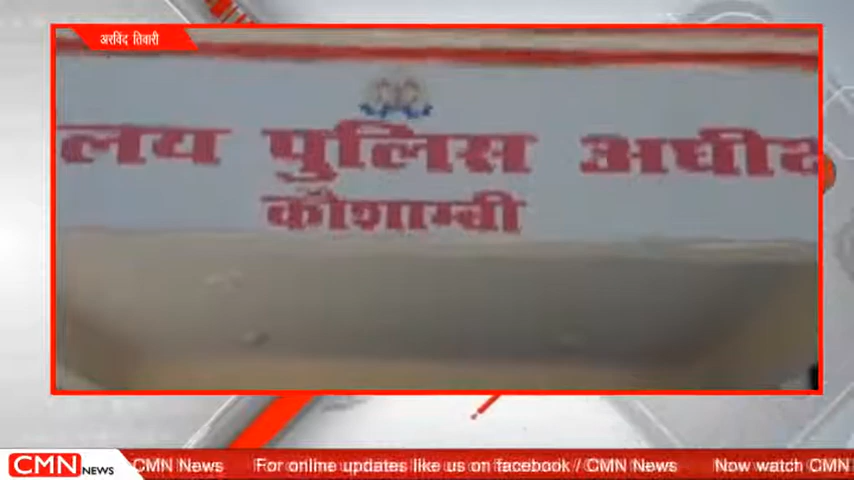 अरविंद तिवारी
लय पुलिस अधी
कौशाम्बी
CMN NEWS
CMN News For online updates like us on facebook / CMN News Now watch CMN